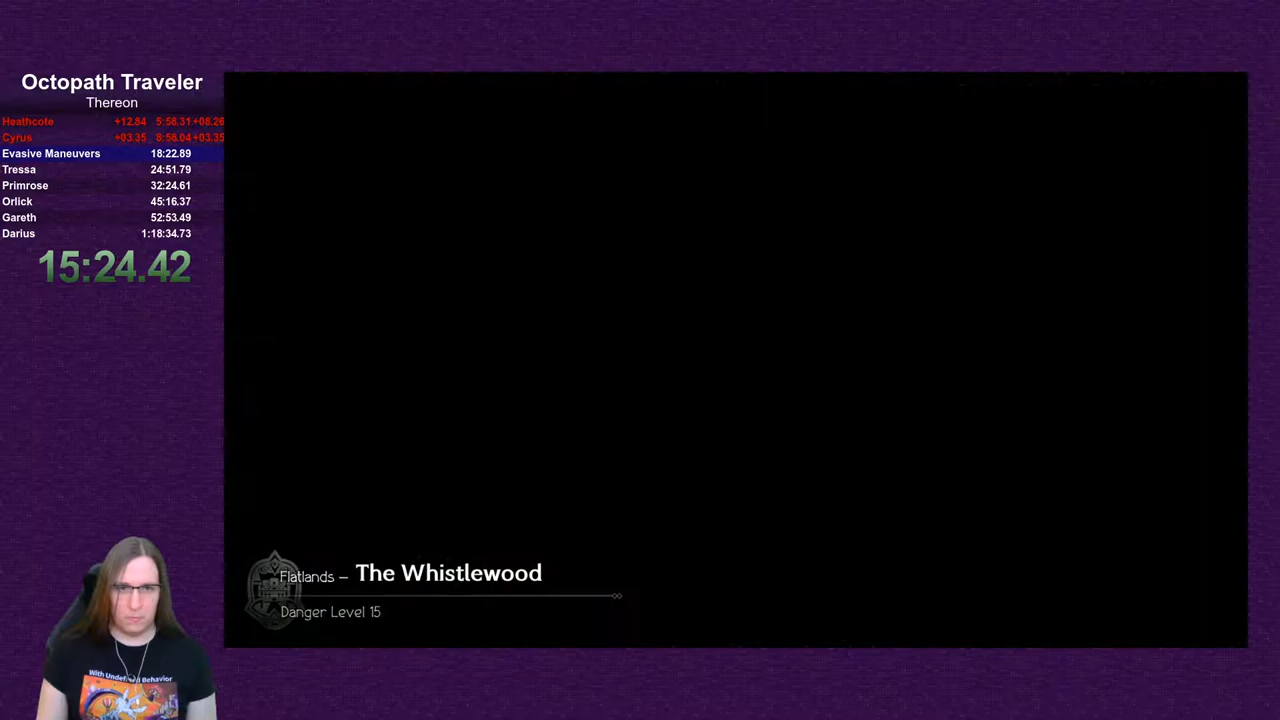 Octopath Traveler
Thereon
Heathcote +12.84 5:58.31 +08.26
Cyrus +03.35 8:58.04 +03.35
Evasive Maneuvers 18:22.89
Tressa 24:51.79
Primrose 32:24.61
Orlick 45:16.37
Gareth 52:53.49
Darius 1:18:34.73
15:24.42
Flatlands – The Whistlewood
Danger Level 15